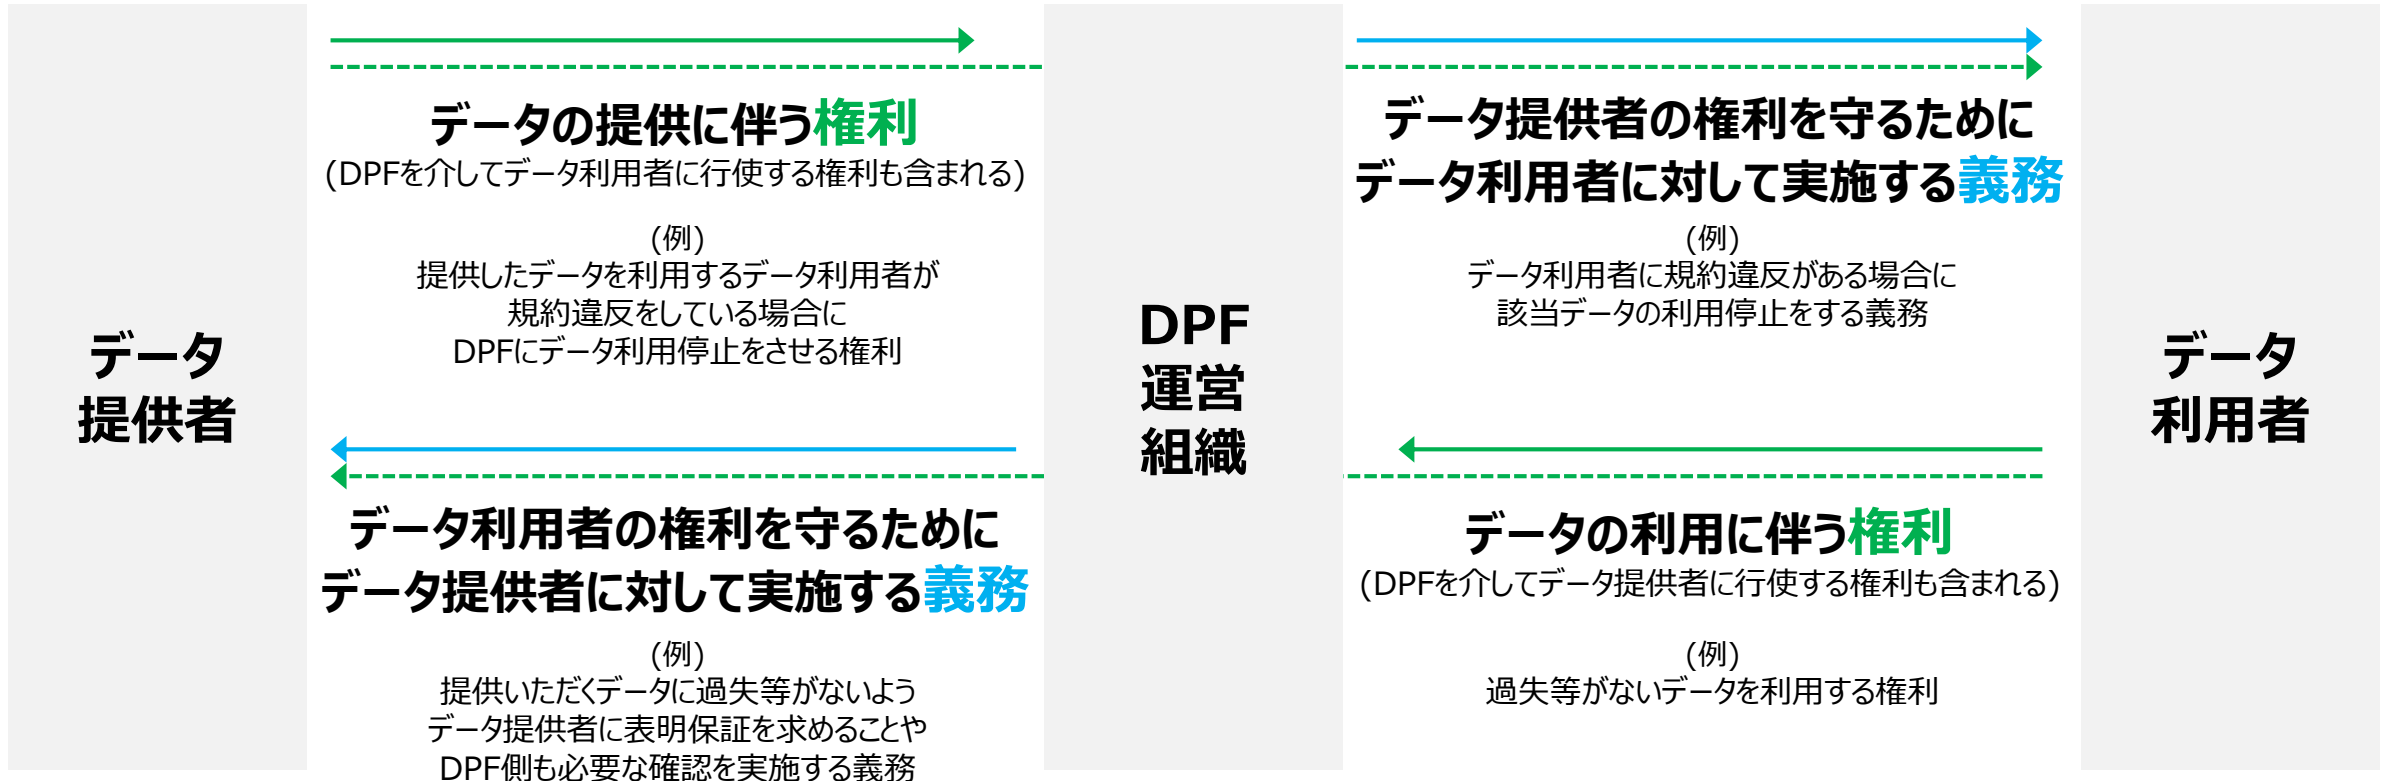 データ
提供者
データの提供に伴う権利
(DPFを介してデータ利用者に行使する権利も含まれる)
(例)
提供したデータを利用するデータ利用者が
規約違反をしている場合に
DPFにデータ利用停止をさせる権利
データ利用者の権利を守るために
データ提供者に対して実施する義務
(例)
提供いただくデータに過失等がないよう
データ提供者に表明保証を求めることや
DPF側も必要な確認を実施する義務
DPF
運営
組織
データ提供者の権利を守るために
データ利用者に対して実施する義務
(例)
データ利用者に規約違反がある場合に
該当データの利用停止をする義務
データの利用に伴う権利
(DPFを介してデータ提供者に行使する権利も含まれる)
(例)
過失等がないデータを利用する権利
データ
利用者